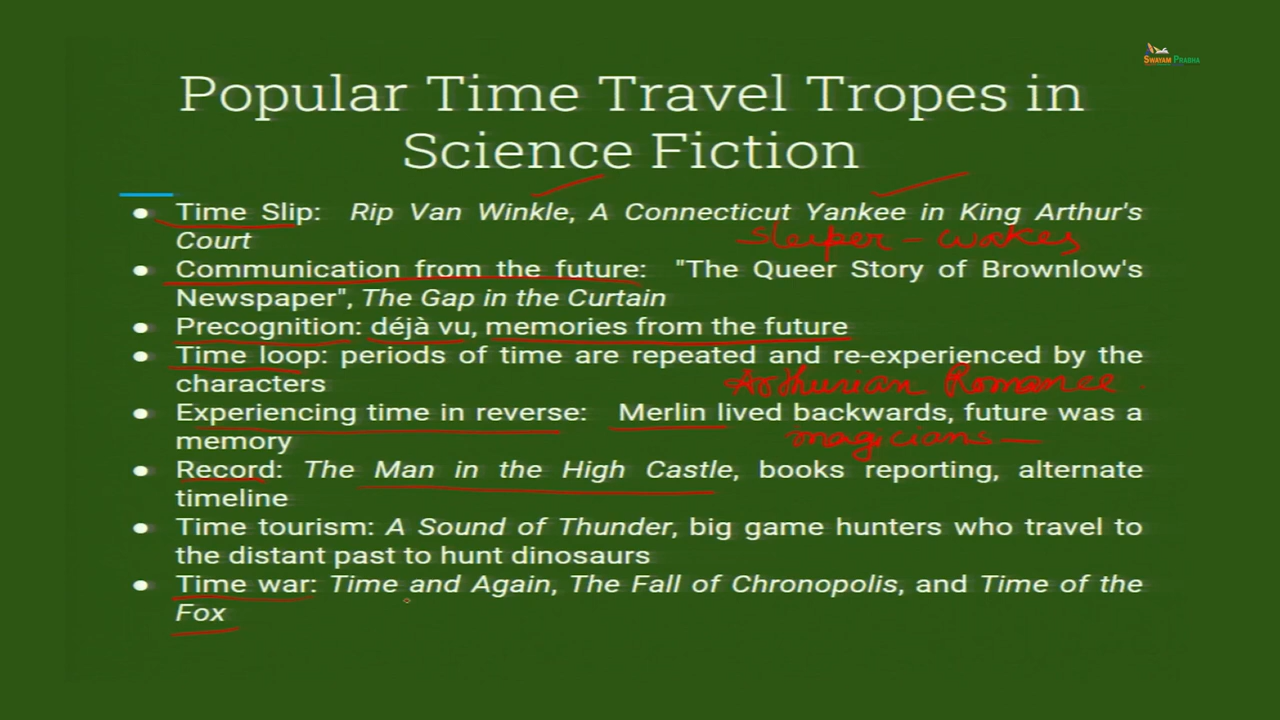 SWAYAM PRABHA
Popular Time Travel Tropes in
Science Fiction
● Time Slip: Rip Van Winkle, A Connecticut Yankee in King Arthur's
Court
sleeper – wakes
● Communication from the future: "The Queer Story of Brownlow's
Newspaper", The Gap in the Curtain
● Precognition: déjà vu, memories from the future
● Time loop: periods of time are repeated and re-experienced by the
characters
Arthurian Romance
● Experiencing time in reverse: Merlin lived backwards, future was a
memory
magicians —
● Record: The Man in the High Castle, books reporting, alternate
timeline
● Time tourism: A Sound of Thunder, big game hunters who travel to
the distant past to hunt dinosaurs
● Time war: Time and Again, The Fall of Chronopolis, and Time of the
Fox